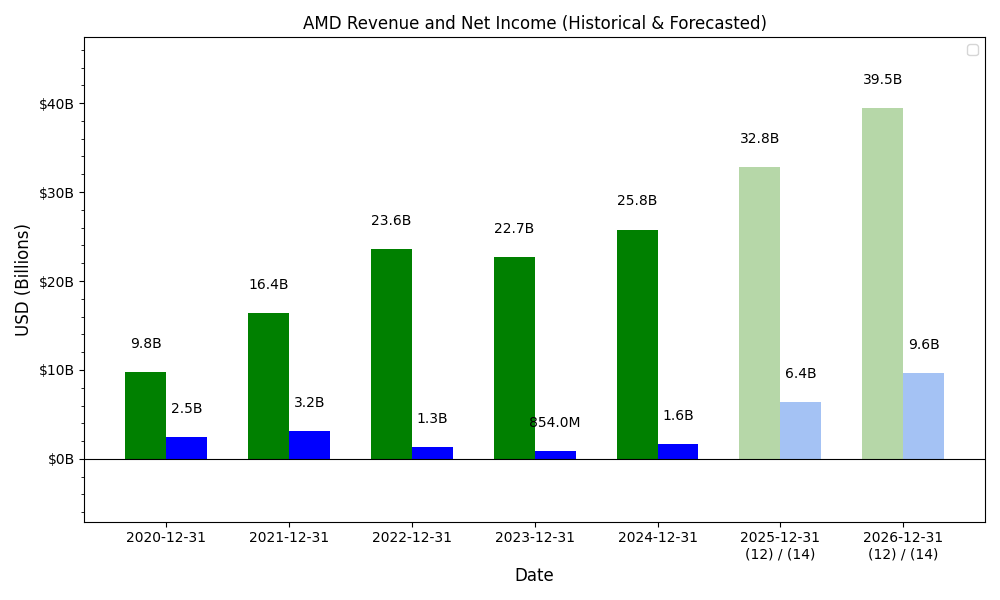 AMD Revenue and Net Income (Historical & Forecasted)
USD (Billions)
$40B
$30B
$20B
$10B
$0B
9.8B
2.5B
16.4B
3.2B
23.6B
1.3B
22.7B
854.0M
25.8B
1.6B
32.8B
6.4B
39.5B
9.6B
2020-12-31
2021-12-31
2022-12-31
2023-12-31
2024-12-31
2025-12-31
(12) / (14)
2026-12-31
(12) / (14)
Date